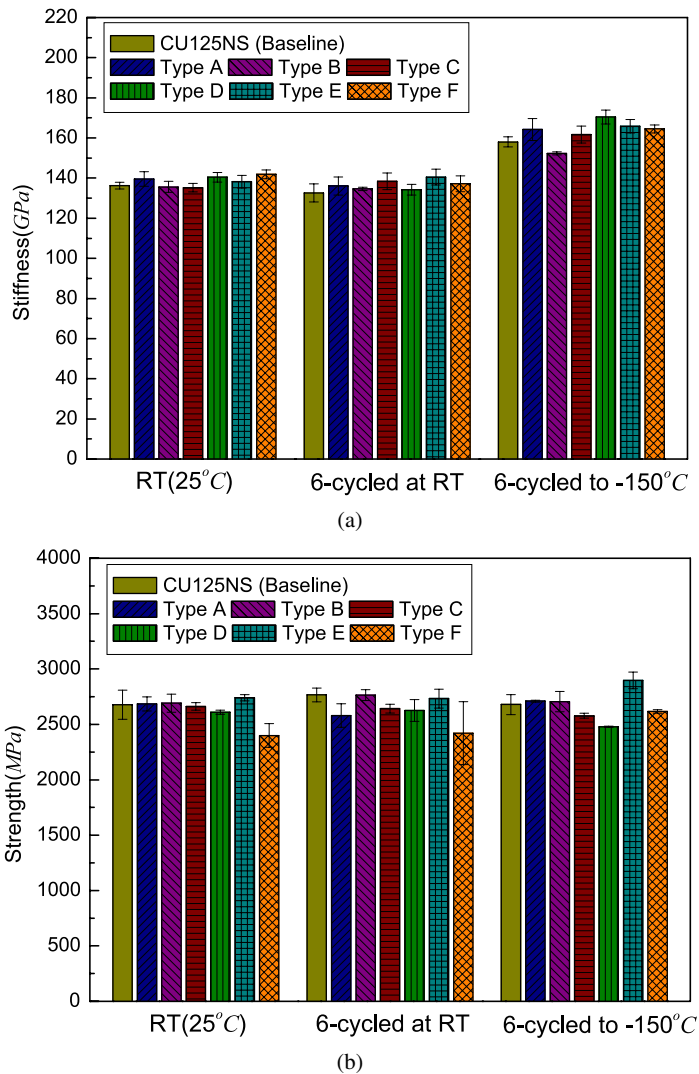 220
200
180
160
140
120
100
80
60
40
20
0
Stiffness(GPa)
CU125NS (Baseline)
Type A Type B Type C
Type D Type E Type F
RT(25°C) 6-cycled at RT 6-cycled to -150°C
(a)
4000
3500
3000
2500
2000
1500
1000
500
0
Strength(MPa)
CU125NS (Baseline)
Type A Type B Type C
Type D Type E Type F
RT(25°C) 6-cycled at RT 6-cycled to -150°C
(b)